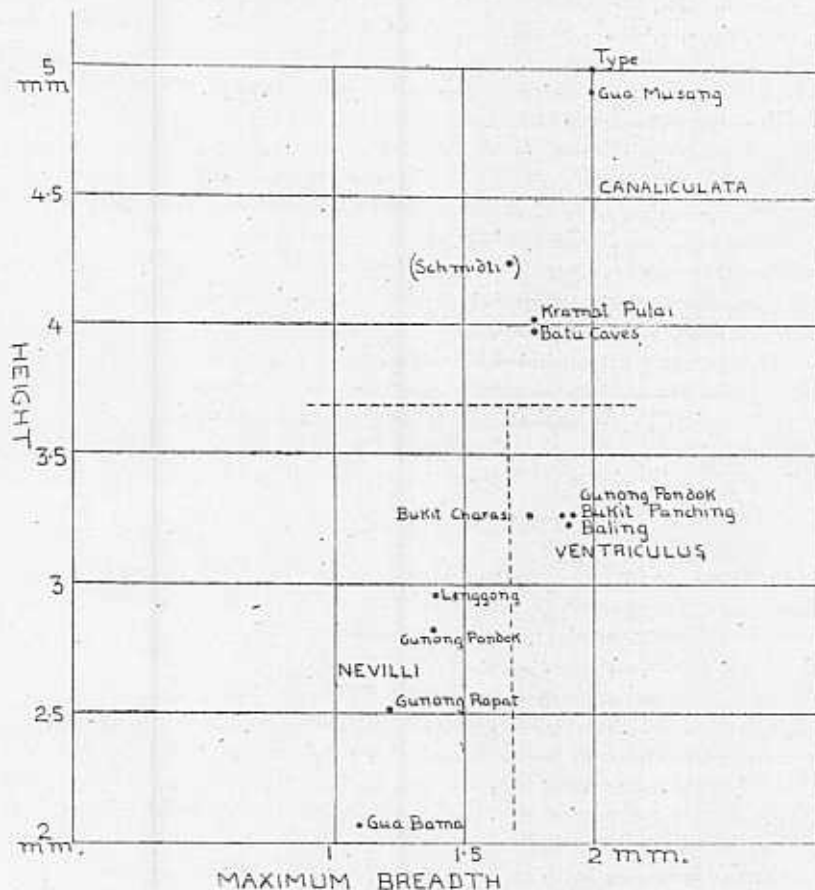 Type
5
mm
Gua Musang
CANALICULATA
4·5
(Schmidti)
Kramat Pulai
4
Batu Caves
HEIGHT
3·5
Gunong Pondok
Bukit Charas
Bukit Panching
Baling
VENTRICULUS
3
Lenggong
Gunong Pondok
NEVILLI
Gunong Rapat
2·5
Gua Bama
2
mm.
1
1·5
2 mm.
MAXIMUM BREADTH